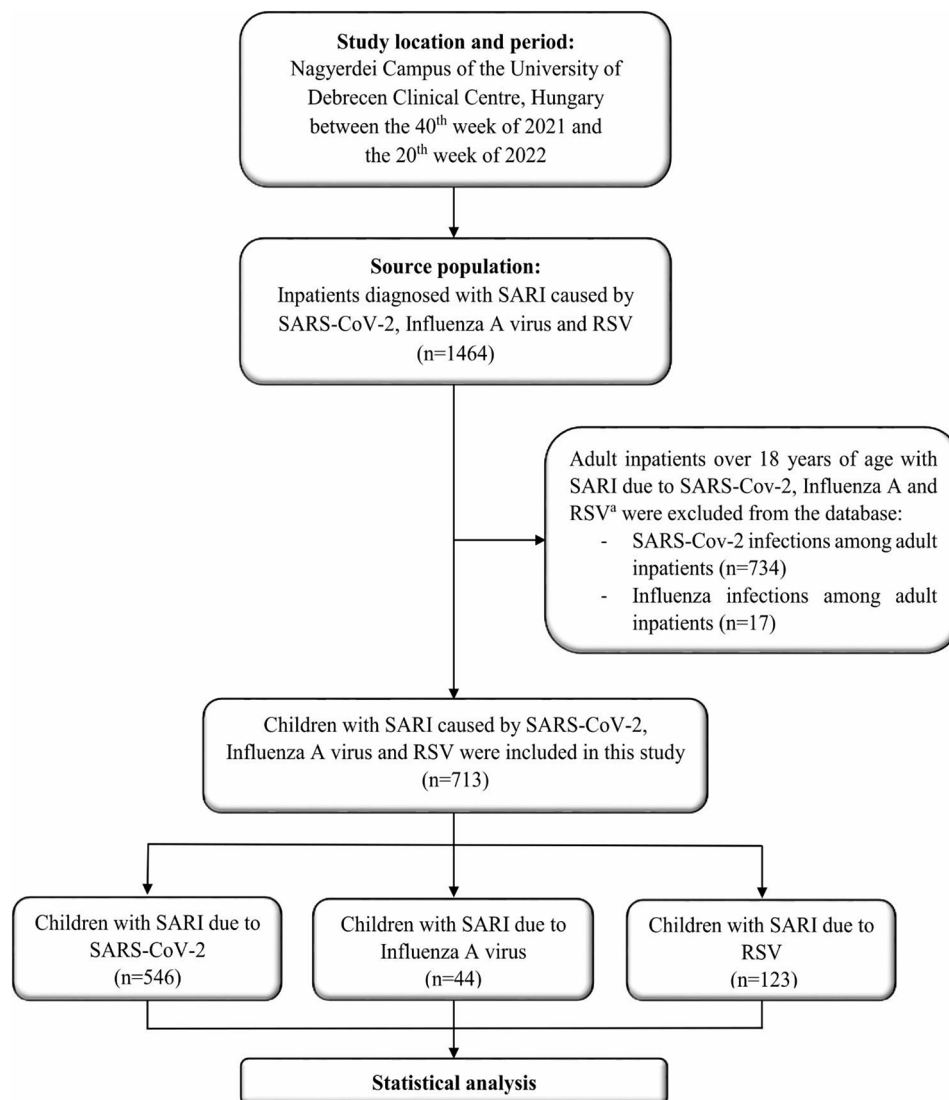 Study location and period:
Nagyerdei Campus of the University of
Debrecen Clinical Centre, Hungary
between the 40th week of 2021 and
the 20th week of 2022
Source population:
Inpatients diagnosed with SARI caused by
SARS-CoV-2, Influenza A virus and RSV
(n=1464)
Adult inpatients over 18 years of age with
SARI due to SARS-Cov-2, Influenza A and
RSVa were excluded from the database:
- SARS-Cov-2 infections among adult
inpatients (n=734)
- Influenza infections among adult
inpatients (n=17)
Children with SARI caused by SARS-CoV-2,
Influenza A virus and RSV were included in this study
(n=713)
Children with SARI due to
SARS-CoV-2
(n=546)
Children with SARI due to
Influenza A virus
(n=44)
Children with SARI due to
RSV
(n=123)
Statistical analysis